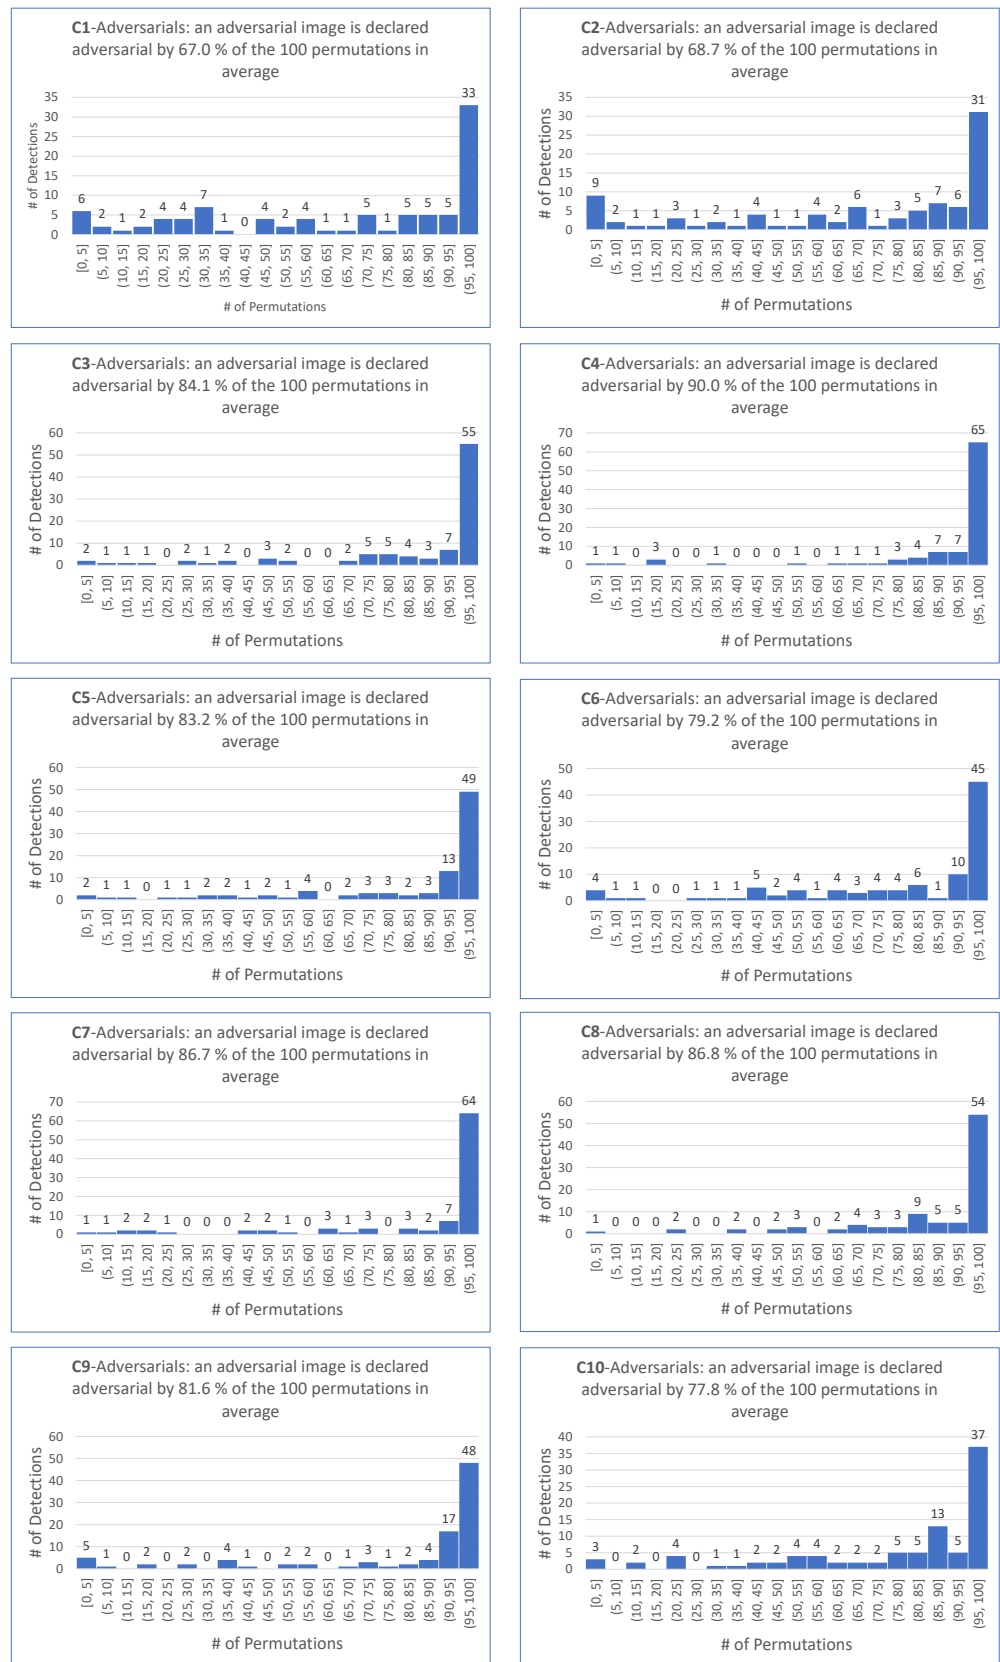 C1-Adversarials: an adversarial image is declared
adversarial by 67.0 % of the 100 permutations in
average
# of Detections
35
30
25
20
15
10
5
0
6 2 1 2 4 4 7 1 0 4 2 4 1 1 5 1 5 5 5 33
[0, 5] (5, 10] (10, 15] (15, 20] (20, 25] (25, 30] (30, 35] (35, 40] (40, 45] (45, 50] (50, 55] (55, 60] (60, 65] (65, 70] (70, 75] (75, 80] (80, 85] (85, 90] (90, 95] (95, 100]
# of Permutations
C2-Adversarials: an adversarial image is declared
adversarial by 68.7 % of the 100 permutations in
average
# of Detections
35
30
25
20
15
10
5
0
9 2 1 1 3 1 2 1 4 1 1 4 2 6 1 3 5 7 6 31
[0, 5] (5, 10] (10, 15] (15, 20] (20, 25] (25, 30] (30, 35] (35, 40] (40, 45] (45, 50] (50, 55] (55, 60] (60, 65] (65, 70] (70, 75] (75, 80] (80, 85] (85, 90] (90, 95] (95, 100]
# of Permutations
C3-Adversarials: an adversarial image is declared
adversarial by 84.1 % of the 100 permutations in
average
# of Detections
60
50
40
30
20
10
0
2 1 1 1 0 2 1 2 0 3 2 0 0 2 5 5 4 3 7 55
[0, 5] (5, 10] (10, 15] (15, 20] (20, 25] (25, 30] (30, 35] (35, 40] (40, 45] (45, 50] (50, 55] (55, 60] (60, 65] (65, 70] (70, 75] (75, 80] (80, 85] (85, 90] (90, 95] (95, 100]
# of Permutations
C4-Adversarials: an adversarial image is declared
adversarial by 90.0 % of the 100 permutations in
average
# of Detections
70
60
50
40
30
20
10
0
1 1 0 3 0 0 1 0 0 0 1 0 1 1 1 3 4 7 7 65
[0, 5] (5, 10] (10, 15] (15, 20] (20, 25] (25, 30] (30, 35] (35, 40] (40, 45] (45, 50] (50, 55] (55, 60] (60, 65] (65, 70] (70, 75] (75, 80] (80, 85] (85, 90] (90, 95] (95, 100]
# of Permutations
C5-Adversarials: an adversarial image is declared
adversarial by 83.2 % of the 100 permutations in
average
# of Detections
60
50
40
30
20
10
0
2 1 1 0 1 1 2 2 1 2 1 4 0 2 3 3 2 3 13 49
[0, 5] (5, 10] (10, 15] (15, 20] (20, 25] (25, 30] (30, 35] (35, 40] (40, 45] (45, 50] (50, 55] (55, 60] (60, 65] (65, 70] (70, 75] (75, 80] (80, 85] (85, 90] (90, 95] (95, 100]
# of Permutations
C6-Adversarials: an adversarial image is declared
adversarial by 79.2 % of the 100 permutations in
average
# of Detections
50
40
30
20
10
0
4 1 1 0 0 1 1 1 5 2 4 1 4 3 4 4 6 1 10 45
[0, 5] (5, 10] (10, 15] (15, 20] (20, 25] (25, 30] (30, 35] (35, 40] (40, 45] (45, 50] (50, 55] (55, 60] (60, 65] (65, 70] (70, 75] (75, 80] (80, 85] (85, 90] (90, 95] (95, 100]
# of Permutations
C7-Adversarials: an adversarial image is declared
adversarial by 86.7 % of the 100 permutations in
average
# of Detections
70
60
50
40
30
20
10
0
1 1 2 2 1 0 0 0 2 2 1 0 3 1 3 0 3 2 7 64
[0, 5] (5, 10] (10, 15] (15, 20] (20, 25] (25, 30] (30, 35] (35, 40] (40, 45] (45, 50] (50, 55] (55, 60] (60, 65] (65, 70] (70, 75] (75, 80] (80, 85] (85, 90] (90, 95] (95, 100]
# of Permutations
C8-Adversarials: an adversarial image is declared
adversarial by 86.8 % of the 100 permutations in
average
# of Detections
60
50
40
30
20
10
0
1 0 0 0 2 0 0 2 0 2 3 0 2 4 3 3 9 5 5 54
[0, 5] (5, 10] (10, 15] (15, 20] (20, 25] (25, 30] (30, 35] (35, 40] (40, 45] (45, 50] (50, 55] (55, 60] (60, 65] (65, 70] (70, 75] (75, 80] (80, 85] (85, 90] (90, 95] (95, 100]
# of Permutations
C9-Adversarials: an adversarial image is declared
adversarial by 81.6 % of the 100 permutations in
average
# of Detections
60
50
40
30
20
10
0
5 1 0 2 0 2 0 4 1 0 2 2 0 1 3 1 2 4 17 48
[0, 5] (5, 10] (10, 15] (15, 20] (20, 25] (25, 30] (30, 35] (35, 40] (40, 45] (45, 50] (50, 55] (55, 60] (60, 65] (65, 70] (70, 75] (75, 80] (80, 85] (85, 90] (90, 95] (95, 100]
# of Permutations
C10-Adversarials: an adversarial image is declared
adversarial by 77.8 % of the 100 permutations in
average
# of Detections
40
35
30
25
20
15
10
5
0
3 0 2 0 4 0 1 1 2 2 4 4 2 2 2 5 5 13 5 37
[0, 5] (5, 10] (10, 15] (15, 20] (20, 25] (25, 30] (30, 35] (35, 40] (40, 45] (45, 50] (50, 55] (55, 60] (60, 65] (65, 70] (70, 75] (75, 80] (80, 85] (85, 90] (90, 95] (95, 100]
# of Permutations